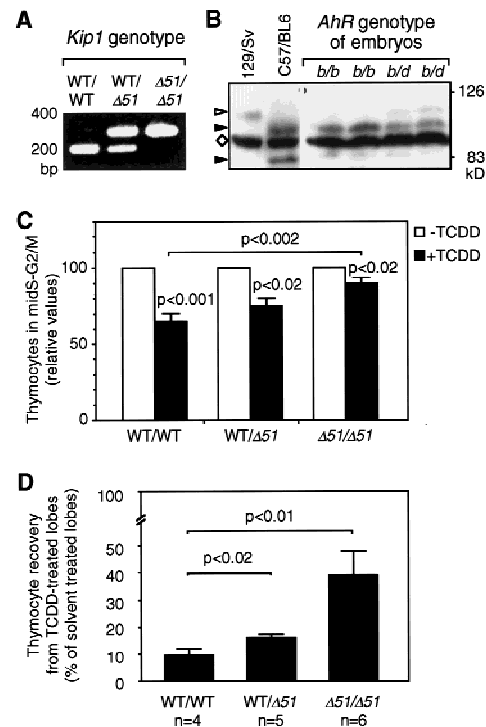 A
Kip1 genotype
WT/ WT/ Δ51/
WT Δ51 Δ51
400
200
bp
B
129/Sv
C57/BL6
AhR genotype
of embryos
b/b b/b b/d b/d
126
83
kD
C
Thymocytes in midS-G2/M
(relative values)
100
50
0
-TCDD
+TCDD
p<0.002
p<0.001
p<0.02
p<0.02
WT/WT WT/Δ51 Δ51/Δ51
D
Thymocyte recovery
from TCDD-treated lobes
(% of solvent treated lobes)
100
50
40
30
20
10
0
p<0.01
p<0.02
WT/WT WT/Δ51 Δ51/Δ51
n=4 n=5 n=6